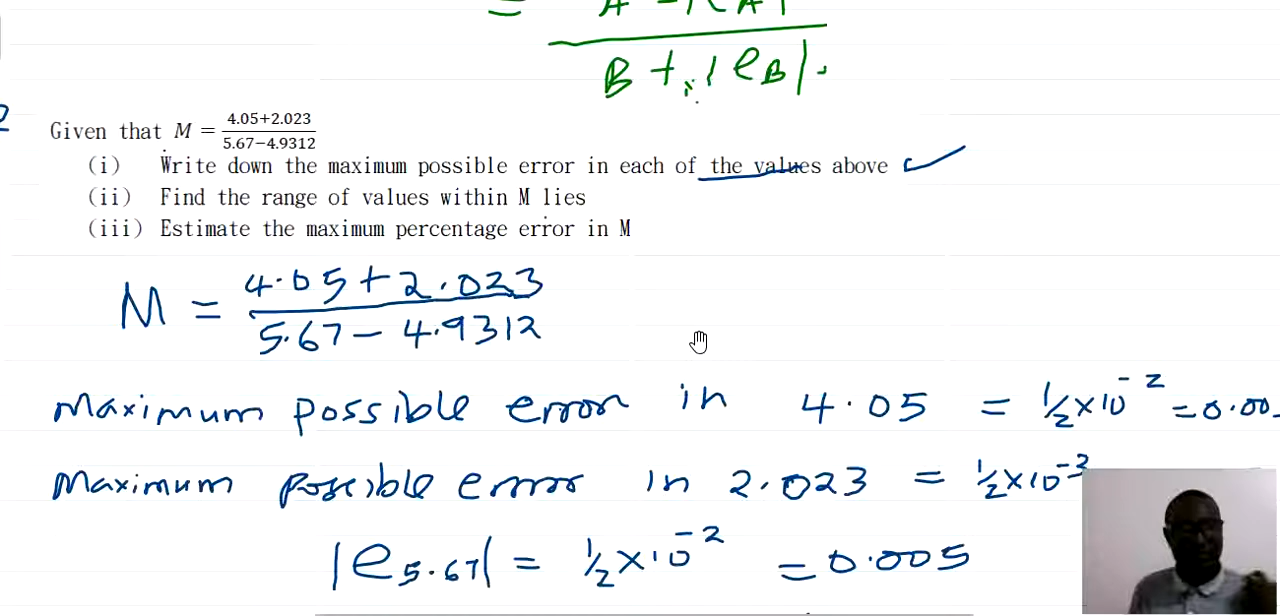 B + |e_B|.
Given that M = (4.05+2.023)/(5.67−4.9312)
(i) Write down the maximum possible error in each of the values above ✓
(ii) Find the range of values within M lies
(iii) Estimate the maximum percentage error in M
M = (4.05+2.023)/(5.67−4.9312)
Maximum possible error in 4.05 = ½×10⁻² = 0.00
Maximum possible error in 2.023 = ½×10⁻³
|e_5.67| = ½×10⁻² = 0.005